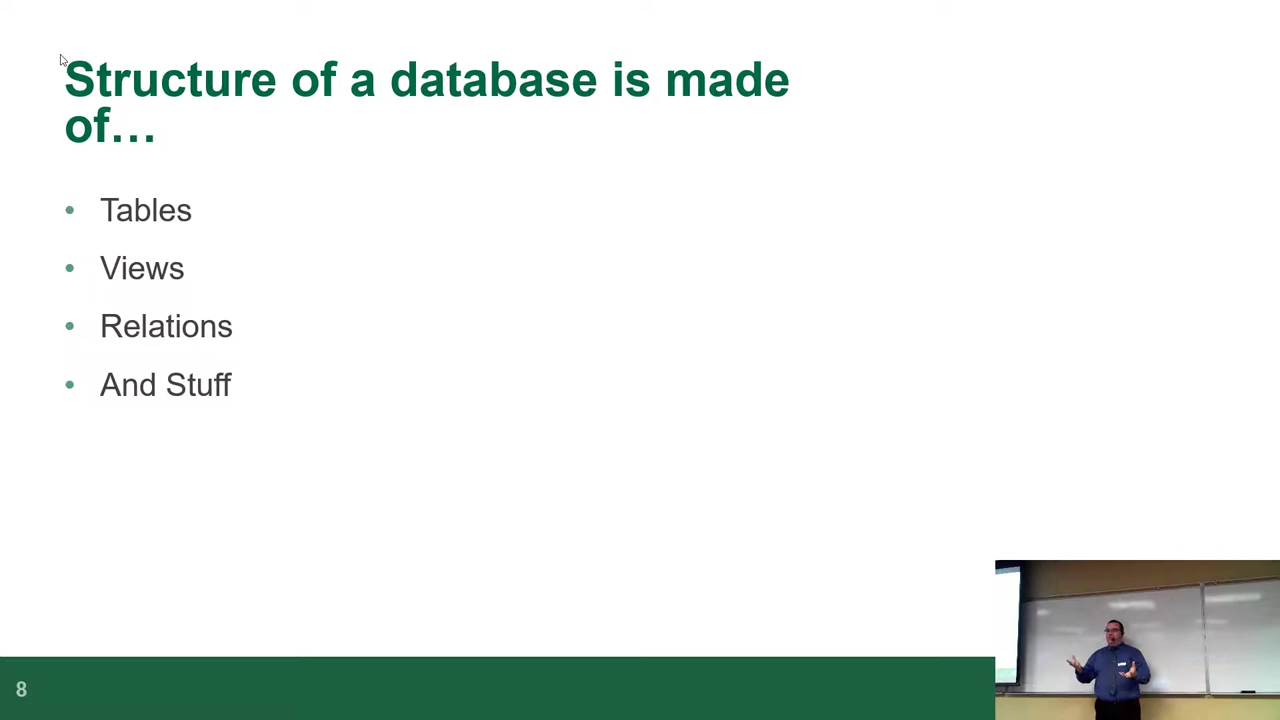 Structure of a database is made
of…
• Tables
• Views
• Relations
• And Stuff
8